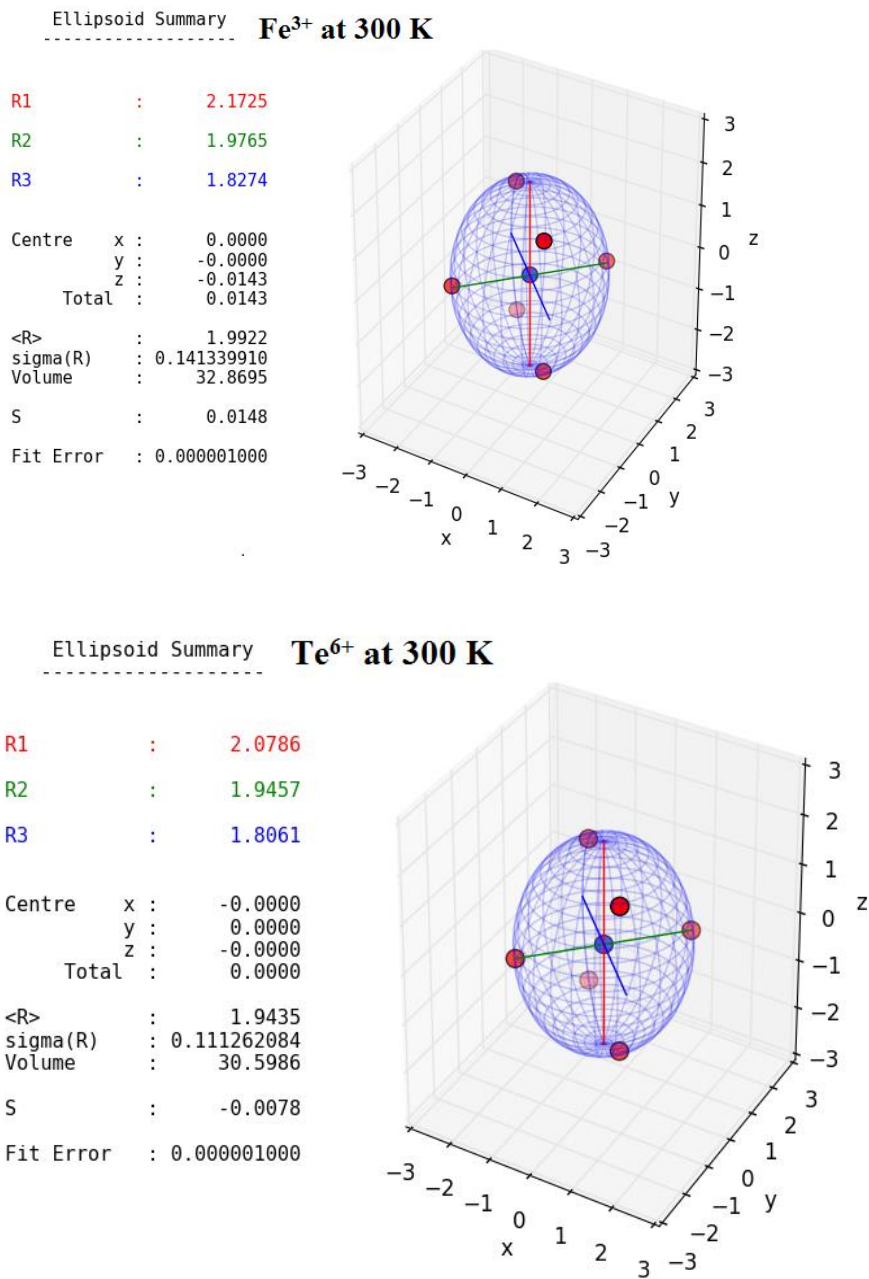 Ellipsoid Summary
-------------------
Fe³⁺ at 300 K
R1 : 2.1725
R2 : 1.9765
R3 : 1.8274
Centre x : 0.0000
y : -0.0000
z : -0.0143
Total : 0.0143
<R> : 1.9922
sigma(R) : 0.141339910
Volume : 32.8695
S : 0.0148
Fit Error : 0.000001000
.
3
2
1
0
−1
−2
−3
z
3
2
1
0
−1
−2
−3
y
−3
−2
−1
0
1
2
3
x
Ellipsoid Summary
-------------------
Te⁶⁺ at 300 K
R1 : 2.0786
R2 : 1.9457
R3 : 1.8061
Centre x : -0.0000
y : 0.0000
z : -0.0000
Total : 0.0000
<R> : 1.9435
sigma(R) : 0.111262084
Volume : 30.5986
S : -0.0078
Fit Error : 0.000001000
3
2
1
0
−1
−2
−3
z
3
2
1
0
−1
−2
−3
y
−3
−2
−1
0
1
2
3
x